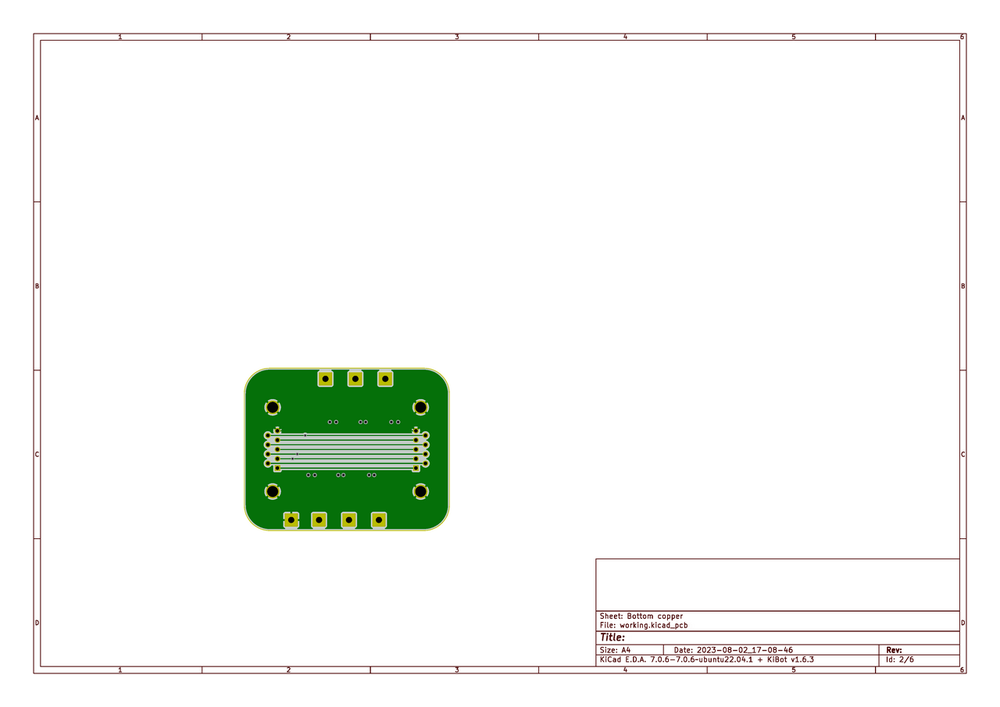 1 2 3 4 5 6
A A
B B
C C
D D
Sheet: Bottom copper
File: working.kicad_pcb
Title:
Size: A4 Date: 2023-08-02_17-08-46 Rev:
KiCad E.D.A. 7.0.6-7.0.6-ubuntu22.04.1 + KiBot v1.6.3 Id: 2/6
1 2 3 4 5 6